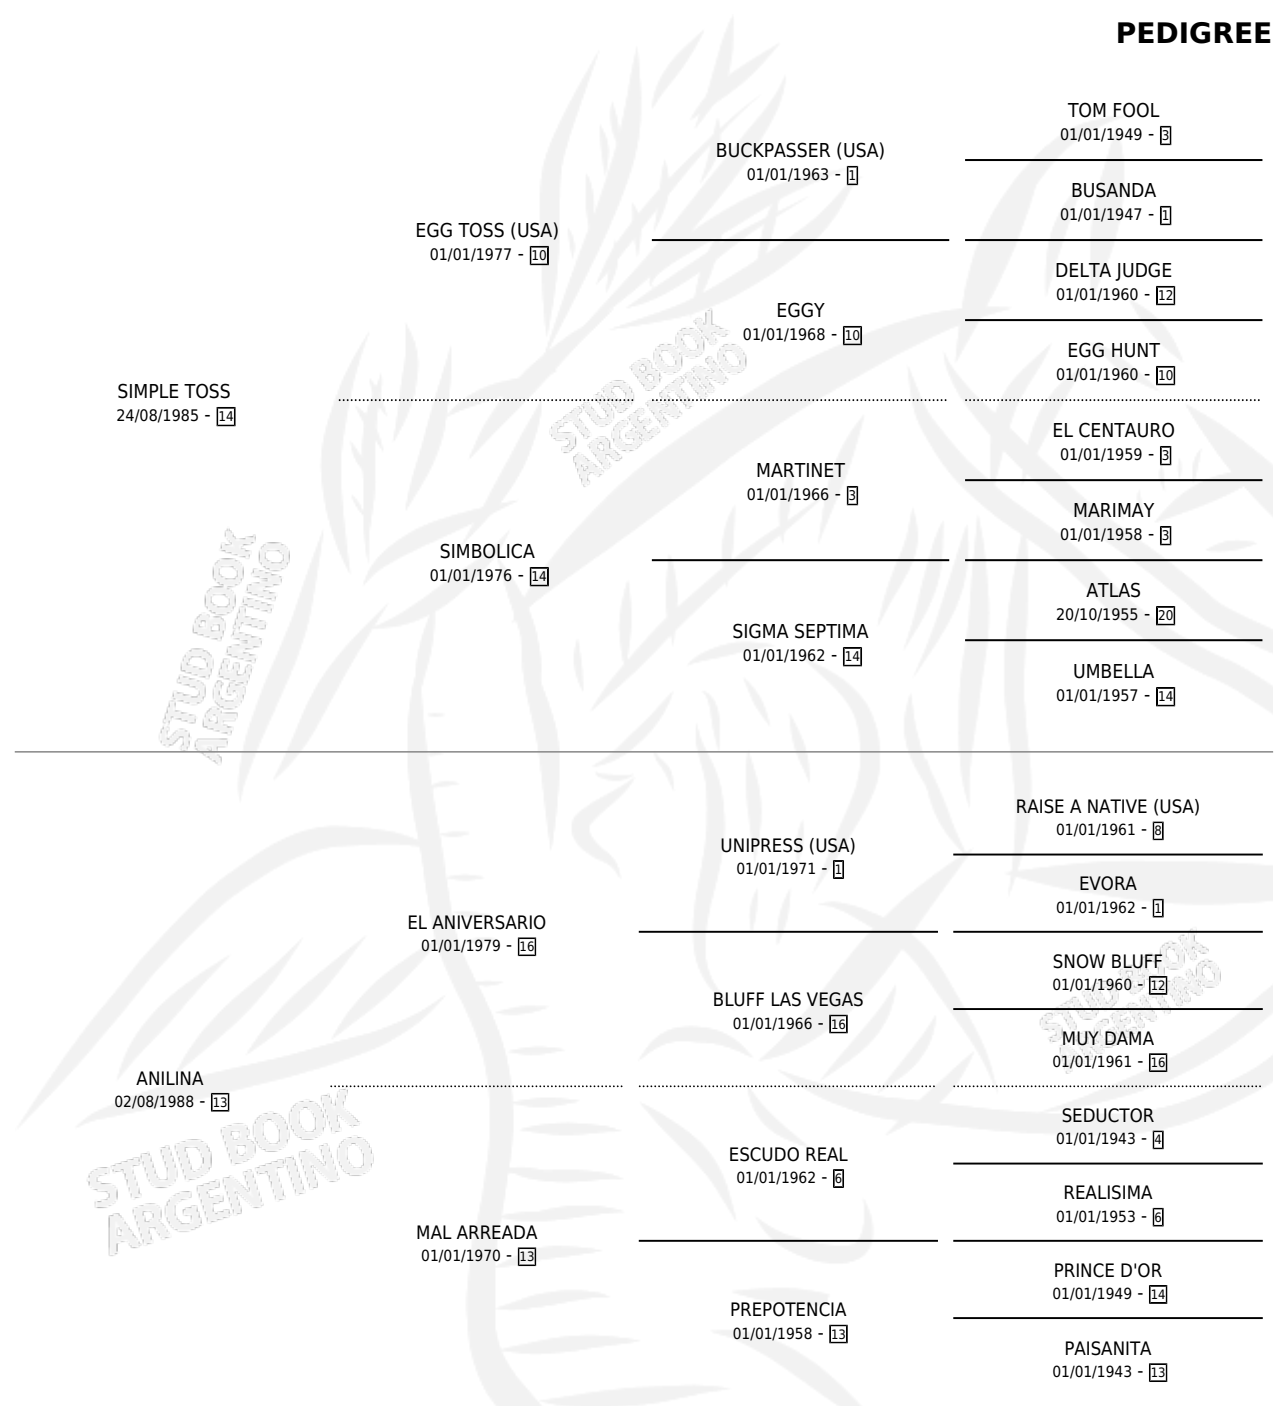 PEDIGREE
TOM FOOL
01/01/1949 - 3
BUCKPASSER (USA)
01/01/1963 - 1
BUSANDA
01/01/1947 - 1
EGG TOSS (USA)
01/01/1977 - 10
DELTA JUDGE
01/01/1960 - 12
EGGY
01/01/1968 - 10
EGG HUNT
01/01/1960 - 10
SIMPLE TOSS
24/08/1985 - 14
EL CENTAURO
01/01/1959 - 3
MARTINET
01/01/1966 - 3
MARIMAY
01/01/1958 - 3
SIMBOLICA
01/01/1976 - 14
ATLAS
20/10/1955 - 20
SIGMA SEPTIMA
01/01/1962 - 14
UMBELLA
01/01/1957 - 14
STUD BOOK
ARGENTINO
STUD BOOK
ARGENTINO
RAISE A NATIVE (USA)
01/01/1961 - 8
UNIPRESS (USA)
01/01/1971 - 1
EVORA
01/01/1962 - 1
EL ANIVERSARIO
01/01/1979 - 16
SNOW BLUFF
01/01/1960 - 12
BLUFF LAS VEGAS
01/01/1966 - 16
MUY DAMA
01/01/1961 - 16
STUD BOOK
ARGENTINO
ANILINA
02/08/1988 - 13
SEDUCTOR
01/01/1943 - 4
ESCUDO REAL
01/01/1962 - 6
REALISIMA
01/01/1953 - 6
MAL ARREADA
01/01/1970 - 13
PRINCE D'OR
01/01/1949 - 14
PREPOTENCIA
01/01/1958 - 13
PAISANITA
01/01/1943 - 13
STUD BOOK
ARGENTINO